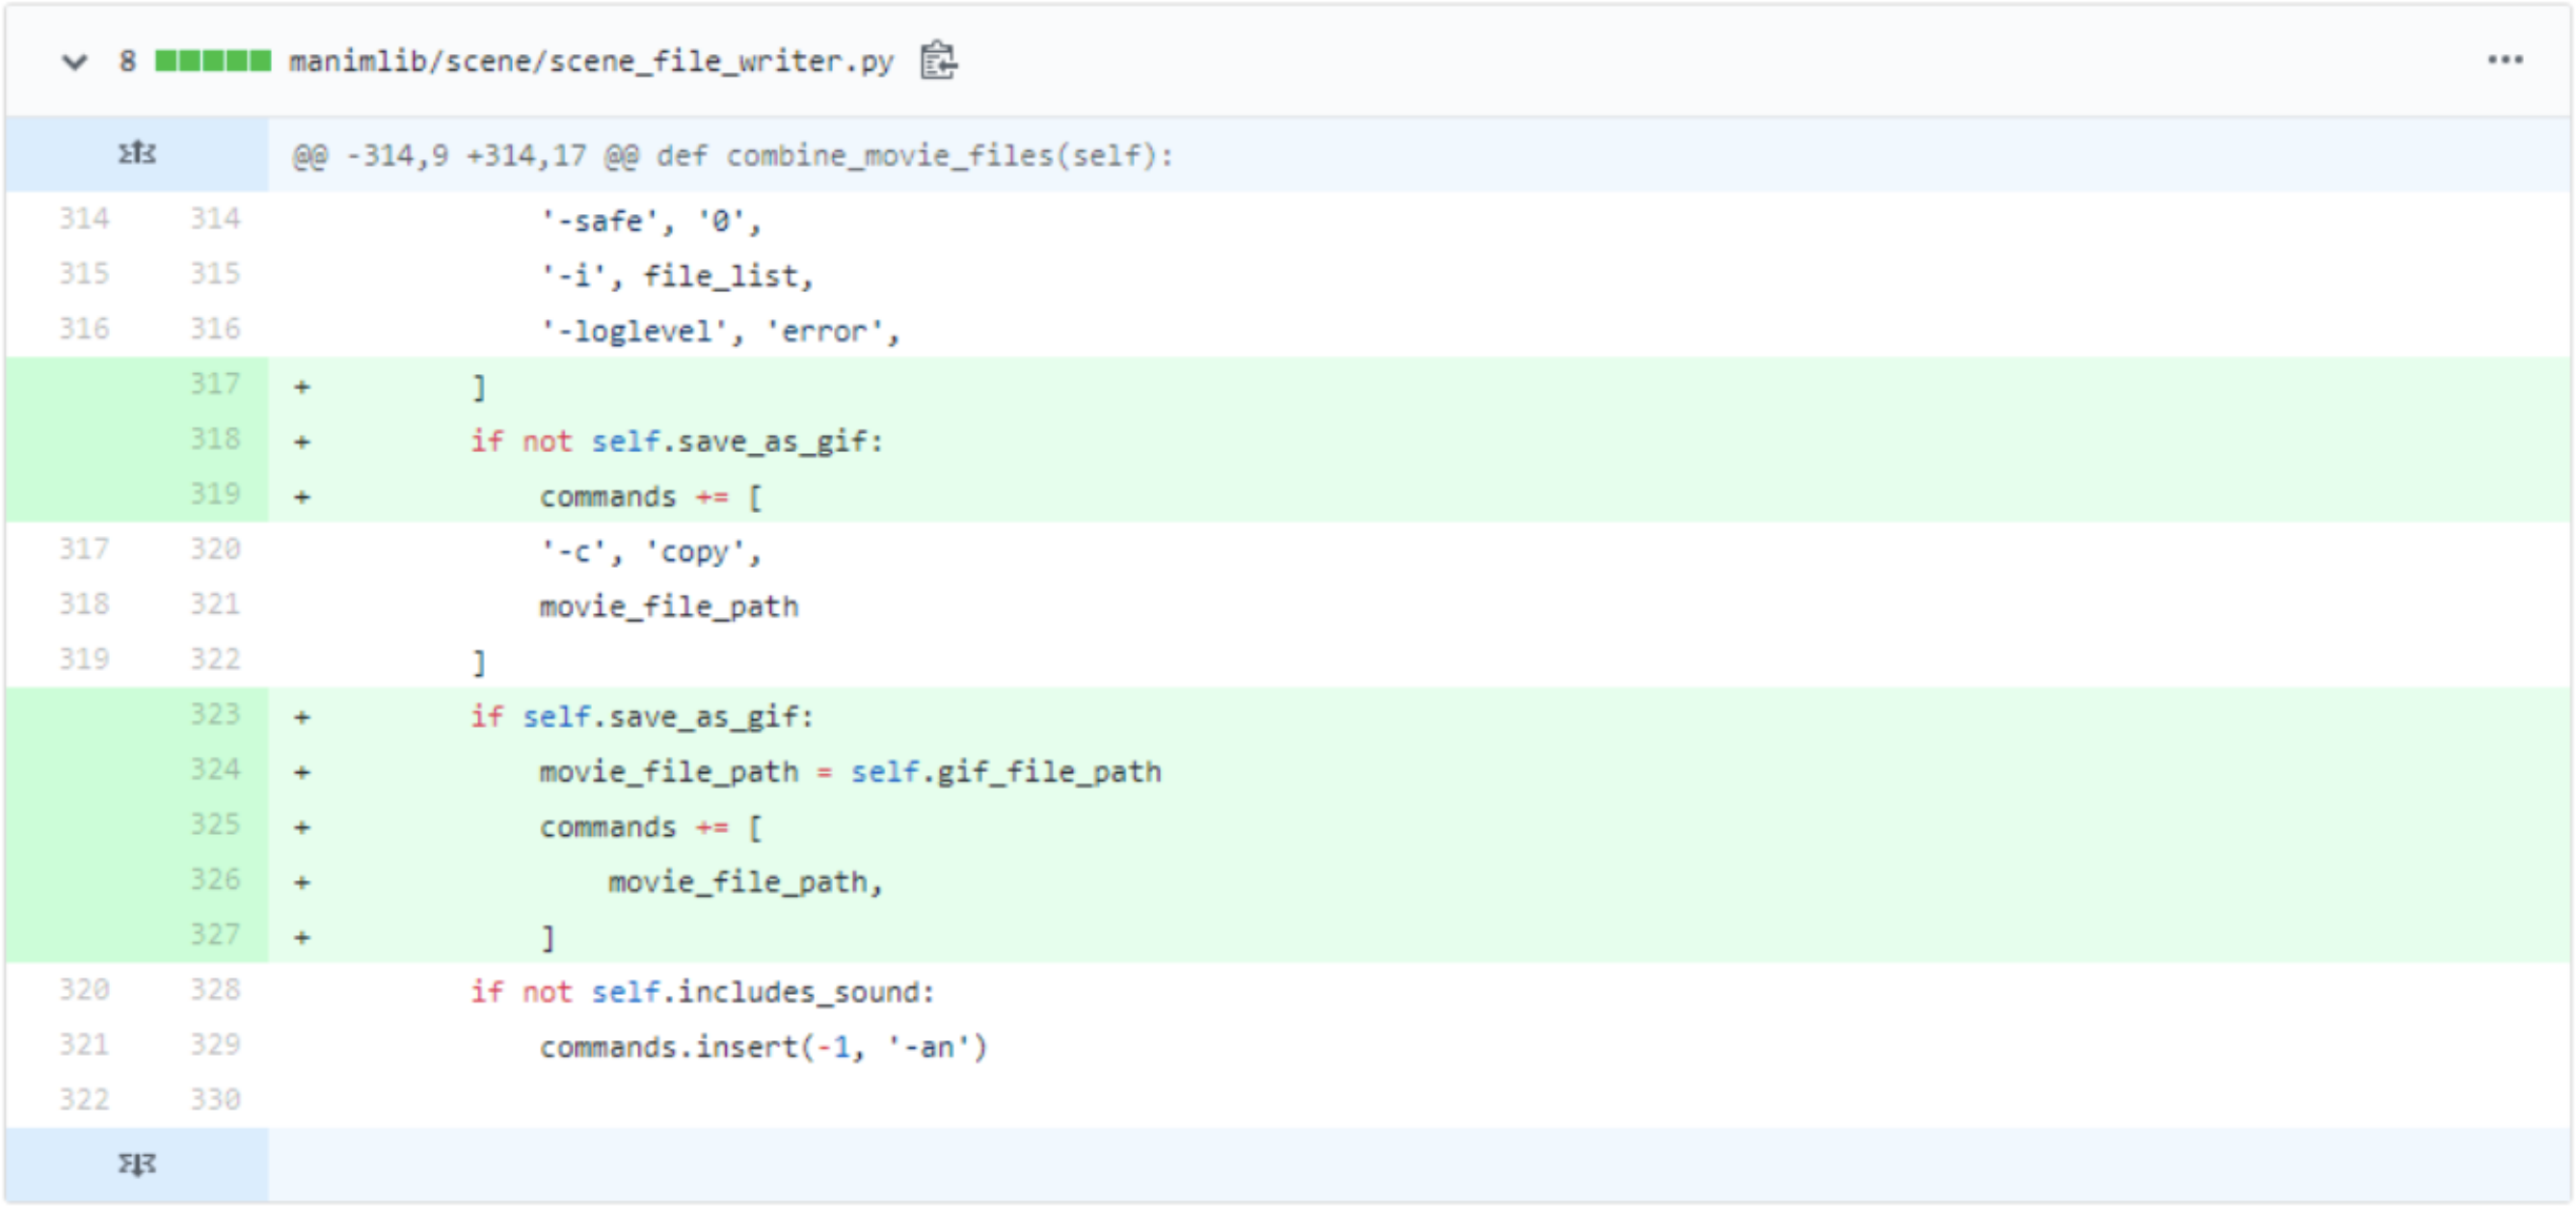 8 manimlib/scene/scene_file_writer.py
@@ -314,9 +314,17 @@ def combine_movie_files(self):
314 314 '-safe', '0',
315 315 '-i', file_list,
316 316 '-loglevel', 'error',
317 + ]
318 + if not self.save_as_gif:
319 + commands += [
317 320 '-c', 'copy',
318 321 movie_file_path
319 322 ]
323 + if self.save_as_gif:
324 + movie_file_path = self.gif_file_path
325 + commands += [
326 + movie_file_path,
327 + ]
320 328 if not self.includes_sound:
321 329 commands.insert(-1, '-an')
322 330